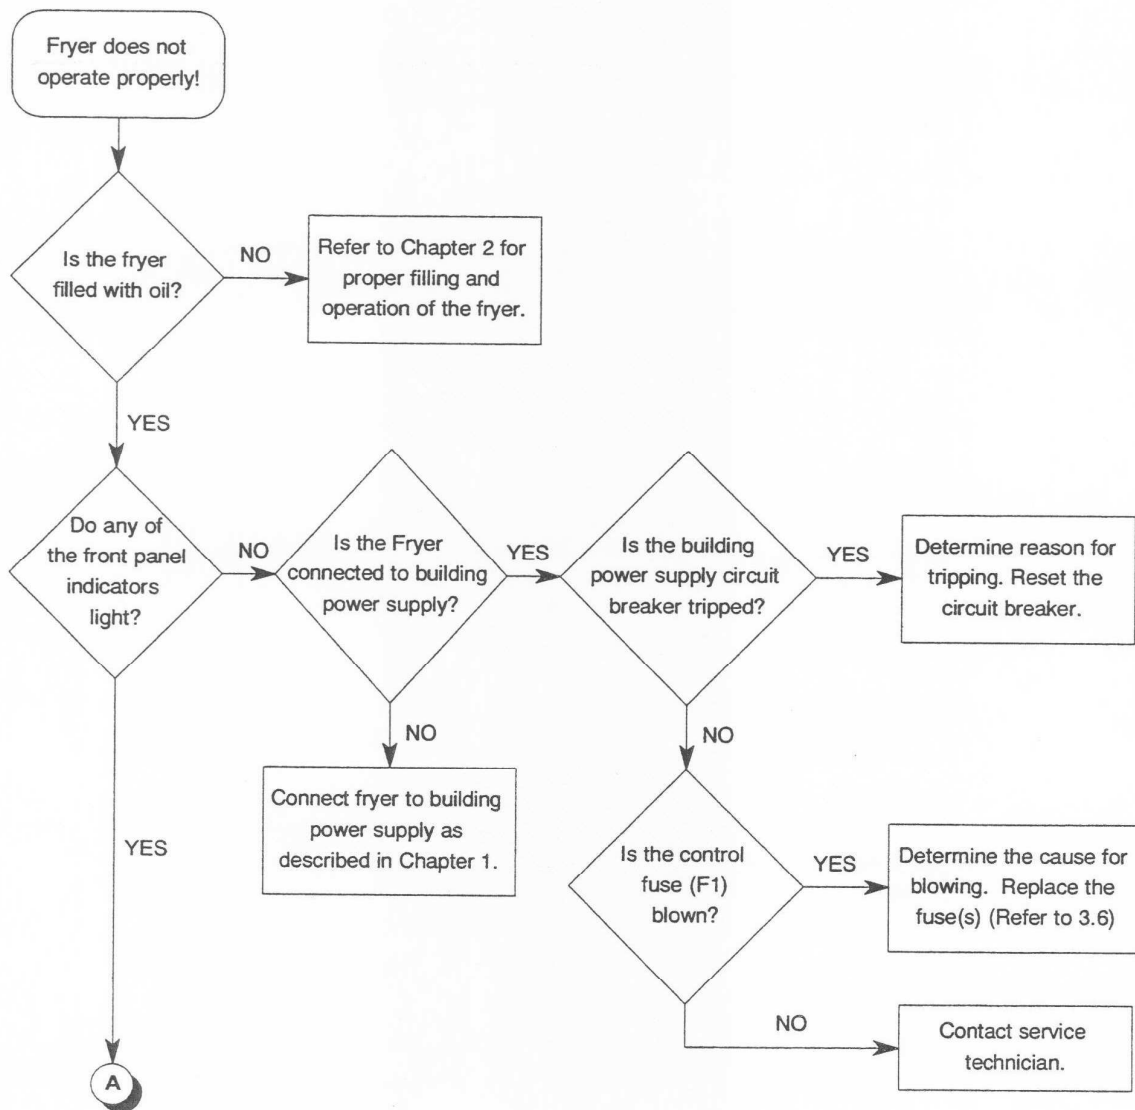 Fryer does not
operate properly!
Is the fryer
filled with oil?
NO
Refer to Chapter 2 for
proper filling and
operation of the fryer.
YES
Do any of
the front panel
indicators
light?
NO
Is the Fryer
connected to building
power supply?
YES
Is the building
power supply circuit
breaker tripped?
YES
Determine reason for
tripping. Reset the
circuit breaker.
NO
Connect fryer to building
power supply as
described in Chapter 1.
NO
Is the control
fuse (F1)
blown?
YES
Determine the cause for
blowing. Replace the
fuse(s) (Refer to 3.6)
NO
Contact service
technician.
YES
A